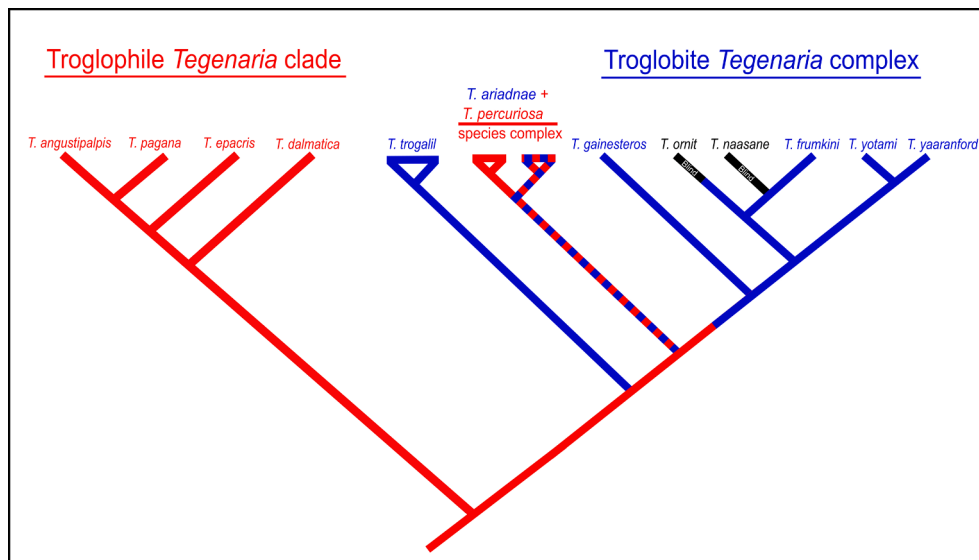 Troglophile Tegenaria clade
Troglobite Tegenaria complex
T. ariadnae +
T. percuriosa
species complex
T. angustipalpis
T. pagana
T. epacris
T. dalmatica
T. trogalil
T. gainesteros
T. ornit
T. naasane
T. frumkini
T. yotami
T. yaaranford
Blind
Blind